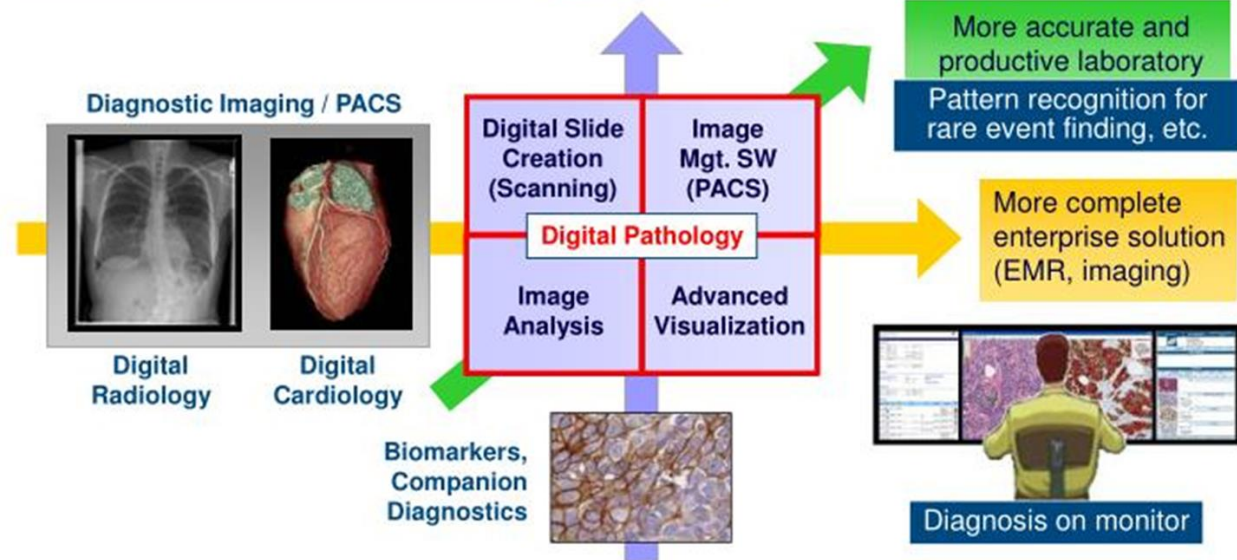 More accurate and
productive laboratory
Pattern recognition for
rare event finding, etc.
Diagnostic Imaging / PACS
Digital Slide
Creation
(Scanning)
Image
Mgt. SW
(PACS)
Digital Pathology
Image
Analysis
Advanced
Visualization
More complete
enterprise solution
(EMR, imaging)
Digital
Radiology
Digital
Cardiology
Biomarkers,
Companion
Diagnostics
Diagnosis on monitor